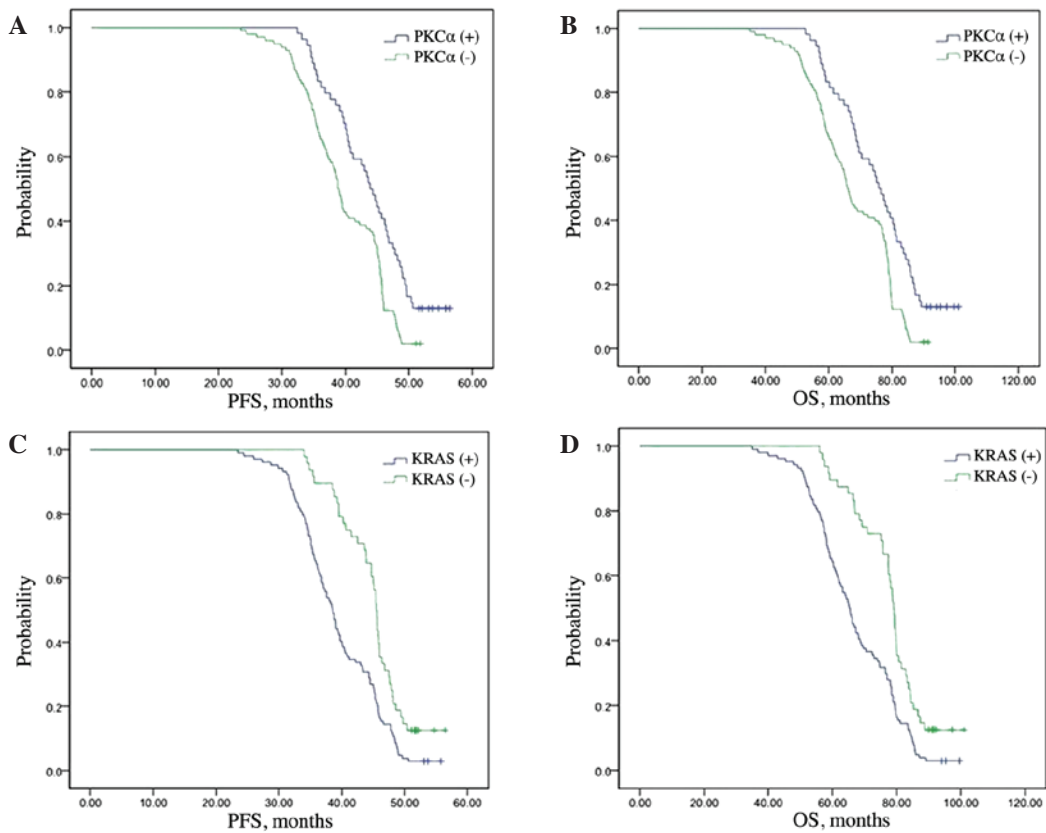 A
PKCα (+)
PKCα (-)
1.0
0.8
0.6
0.4
0.2
0.0
Probability
0.00 10.00 20.00 30.00 40.00 50.00 60.00
PFS, months
B
PKCα (+)
PKCα (-)
1.0
0.8
0.6
0.4
0.2
0.0
Probability
0.00 20.00 40.00 60.00 80.00 100.00 120.00
OS, months
C
KRAS (+)
KRAS (-)
1.0
0.8
0.6
0.4
0.2
0.0
Probability
0.00 10.00 20.00 30.00 40.00 50.00 60.00
PFS, months
D
KRAS (+)
KRAS (-)
1.0
0.8
0.6
0.4
0.2
0.0
Probability
0.00 20.00 40.00 60.00 80.00 100.00 120.00
OS, months